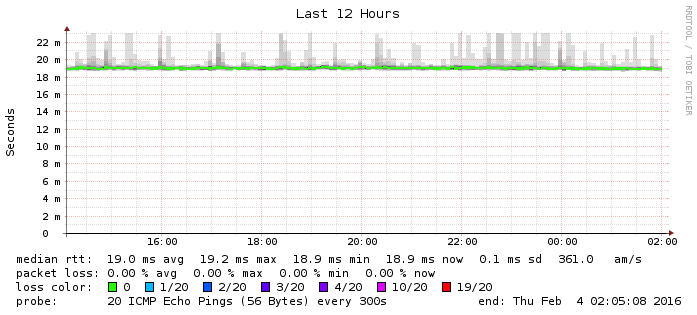 Last 12 Hours
RRDTOOL / TOBI OETIKER
Seconds
22 m
20 m
18 m
16 m
14 m
12 m
10 m
8 m
6 m
4 m
2 m
0
16:00 18:00 20:00 22:00 00:00 02:00
median rtt: 19.0 ms avg 19.2 ms max 18.9 ms min 18.9 ms now 0.1 ms sd 361.0 am/s
packet loss: 0.00 % avg 0.00 % max 0.00 % min 0.00 % now
loss color: 0 1/20 2/20 3/20 4/20 10/20 19/20
probe: 20 ICMP Echo Pings (56 Bytes) every 300s end: Thu Feb 4 02:05:08 2016